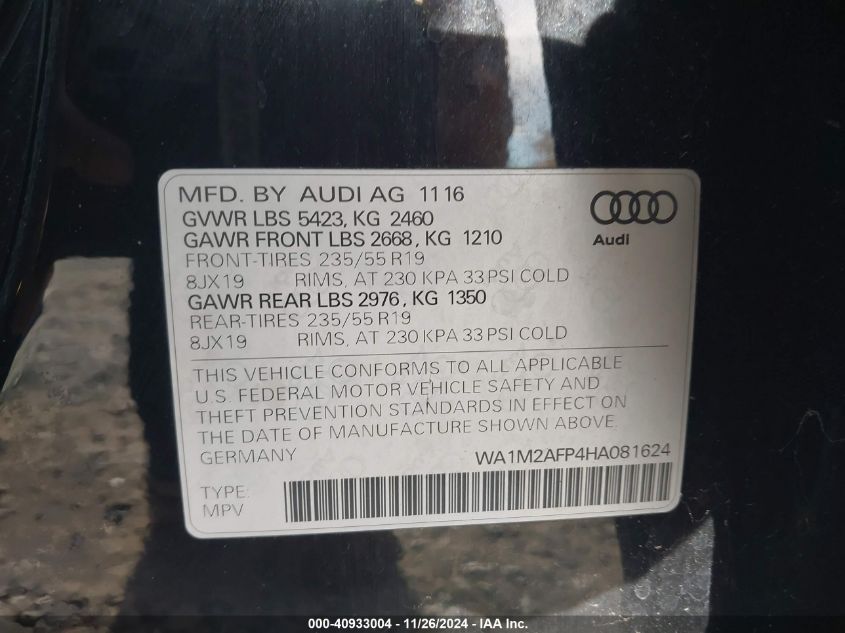 MFD. BY AUDI AG 11 16
GVWR LBS 5423, KG 2460
GAWR FRONT LBS 2668, KG 1210
FRONT-TIRES 235/55 R19
8JX19 RIMS, AT 230 KPA 33 PSI COLD
GAWR REAR LBS 2976, KG 1350
REAR-TIRES 235/55 R19
8JX19 RIMS, AT 230 KPA 33 PSI COLD
Audi
THIS VEHICLE CONFORMS TO ALL APPLICABLE
U.S. FEDERAL MOTOR VEHICLE SAFETY AND
THEFT PREVENTION STANDARDS IN EFFECT ON
THE DATE OF MANUFACTURE SHOWN ABOVE.
GERMANY WA1M2AFP4HA081624
TYPE:
MPV
000-40933004 - 11/26/2024 - IAA Inc.